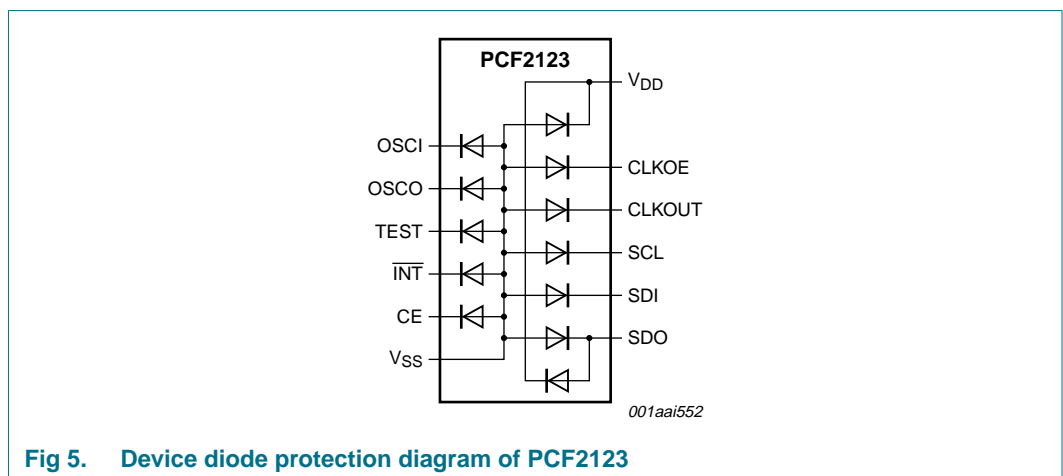 PCF2123
VDD
OSCI
CLKOE
OSCO
CLKOUT
TEST
SCL
INT
SDI
CE
SDO
VSS
001aai552
Fig 5. Device diode protection diagram of PCF2123